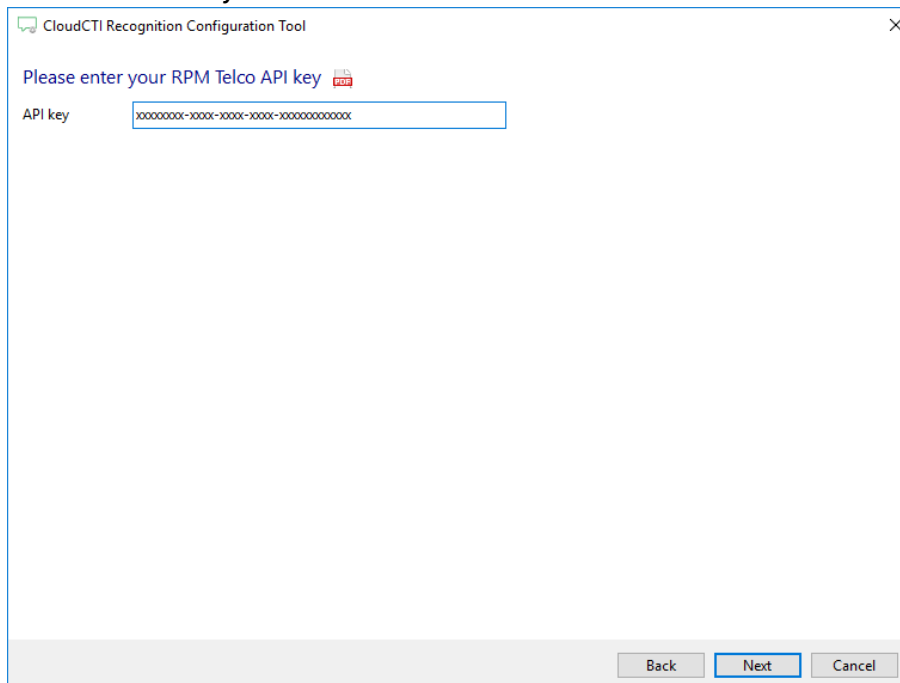 CloudCTI Recognition Configuration Tool
Please enter your RPM Telco API key PDF
API key xxxxxxxx-xxxx-xxxx-xxxx-xxxxxxxxxxxx
Back Next Cancel